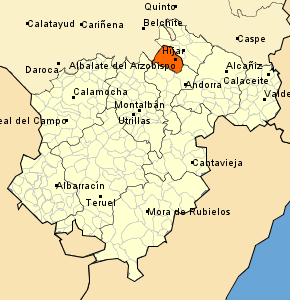 Quinto
Calatayud
Cariñena
Belchite
Caspe
Hijar
Daroca
Albalate del Arzobispo
Alcañiz
Calaceite
Andorra
Valde
Calamocha
Montalbán
Utrillas
eal del Campo
Cantavieja
Albarracín
Teruel
Mora de Rubielos